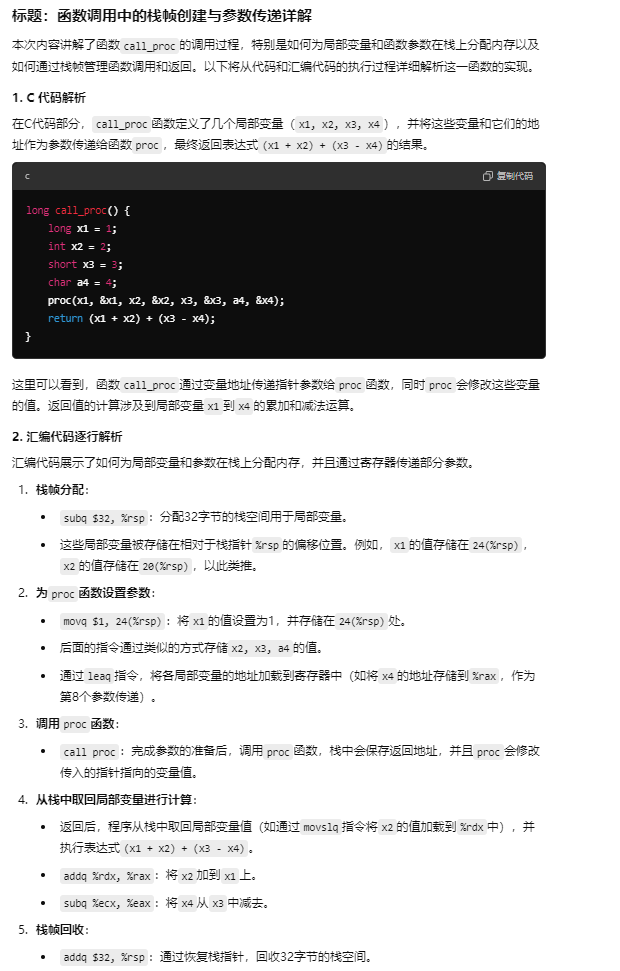 标题：函数调用中的栈帧创建与参数传递详解
本次内容讲解了函数 call_proc 的调用过程，特别是如何为局部变量和函数参数在栈上分配内存以及
如何通过栈帧管理函数调用和返回。以下将从代码和汇编代码的执行过程详细解析这一函数的实现。
1. C 代码解析
在C代码部分，call_proc 函数定义了几个局部变量（ x1, x2, x3, x4 ），并将这些变量和它们的地
址作为参数传递给函数 proc ，最终返回表达式 (x1 + x2) + (x3 - x4) 的结果。
c 复制代码
long call_proc() {
    long x1 = 1;
    int x2 = 2;
    short x3 = 3;
    char a4 = 4;
    proc(x1, &x1, x2, &x2, x3, &x3, a4, &x4);
    return (x1 + x2) + (x3 - x4);
}
这里可以看到，函数 call_proc 通过变量地址传递指针参数给 proc 函数，同时 proc 会修改这些变量
的值。返回值的计算涉及到局部变量 x1 到 x4 的累加和减法运算。
2. 汇编代码逐行解析
汇编代码展示了如何为局部变量和参数在栈上分配内存，并且通过寄存器传递部分参数。
1. 栈帧分配：
• subq $32, %rsp ：分配32字节的栈空间用于局部变量。
• 这些局部变量被存储在相对于栈指针 %rsp 的偏移位置。例如， x1 的值存储在 24(%rsp) ，
x2 的值存储在 20(%rsp) ，以此类推。
2. 为 proc 函数设置参数：
• movq $1, 24(%rsp) ：将 x1 的值设置为1，并存储在 24(%rsp) 处。
• 后面的指令通过类似的方式存储 x2, x3, a4 的值。
• 通过 leaq 指令，将各局部变量的地址加载到寄存器中（如将 x4 的地址存储到 %rax ，作为
第8个参数传递）。
3. 调用 proc 函数：
• call proc ：完成参数的准备后，调用 proc 函数，栈中会保存返回地址，并且 proc 会修改
传入的指针指向的变量值。
4. 从栈中取回局部变量进行计算：
• 返回后，程序从栈中取回局部变量值（如通过 movslq 指令将 x2 的值加载到 %rdx 中），并
执行表达式 (x1 + x2) + (x3 - x4) 。
• addq %rdx, %rax ：将 x2 加到 x1 上。
• subq %ecx, %eax ：将 x4 从 x3 中减去。
5. 栈帧回收：
• addq $32, %rsp ：通过恢复栈指针，回收32字节的栈空间。